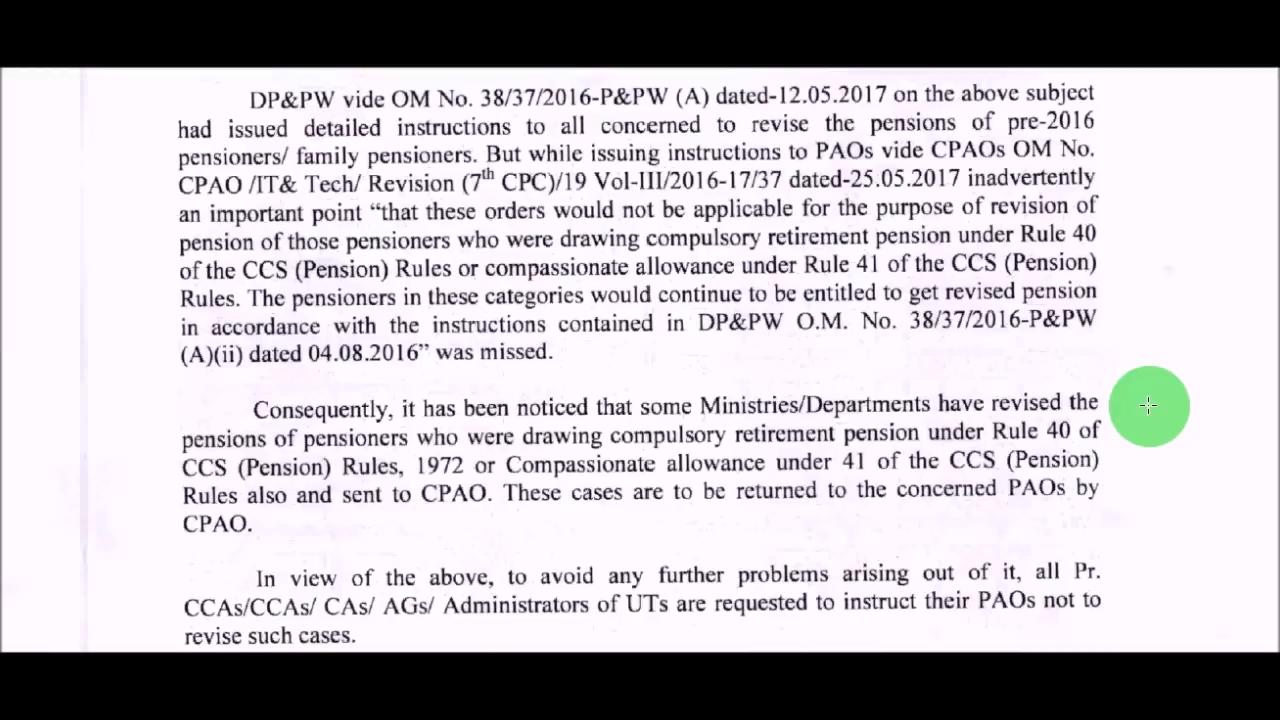 DP&PW vide OM No. 38/37/2016-P&PW (A) dated-12.05.2017 on the above subject
had issued detailed instructions to all concerned to revise the pensions of pre-2016
pensioners/ family pensioners. But while issuing instructions to PAOs vide CPAOs OM No.
CPAO /IT& Tech/ Revision (7th CPC)/19 Vol-III/2016-17/37 dated-25.05.2017 inadvertently
an important point “that these orders would not be applicable for the purpose of revision of
pension of those pensioners who were drawing compulsory retirement pension under Rule 40
of the CCS (Pension) Rules or compassionate allowance under Rule 41 of the CCS (Pension)
Rules. The pensioners in these categories would continue to be entitled to get revised pension
in accordance with the instructions contained in DP&PW O.M. No. 38/37/2016-P&PW
(A)(ii) dated 04.08.2016” was missed.
Consequently, it has been noticed that some Ministries/Departments have revised the
pensions of pensioners who were drawing compulsory retirement pension under Rule 40 of
CCS (Pension) Rules, 1972 or Compassionate allowance under 41 of the CCS (Pension)
Rules also and sent to CPAO. These cases are to be returned to the concerned PAOs by
CPAO.
In view of the above, to avoid any further problems arising out of it, all Pr.
CCAs/CCAs/ CAs/ AGs/ Administrators of UTs are requested to instruct their PAOs not to
revise such cases.